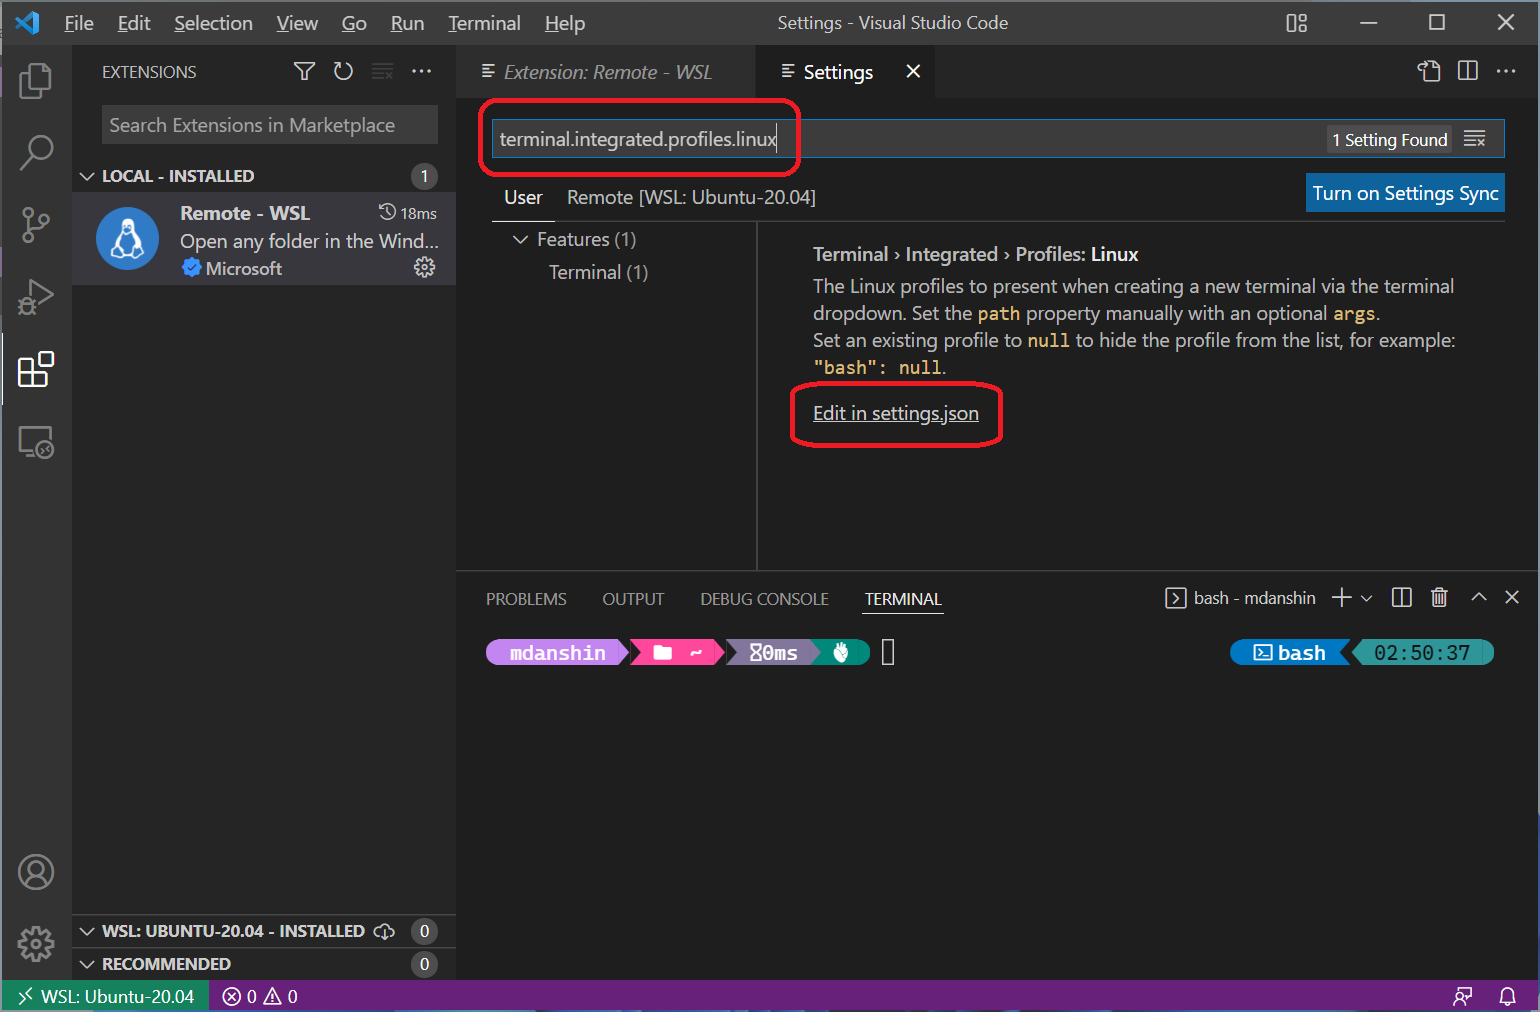 File Edit Selection View Go Run Terminal Help
Settings - Visual Studio Code
EXTENSIONS
Search Extensions in Marketplace
LOCAL - INSTALLED 1
Remote - WSL 18ms
Open any folder in the Wind...
Microsoft
WSL: UBUNTU-20.04 - INSTALLED 0
RECOMMENDED 0
Extension: Remote - WSL
Settings
terminal.integrated.profiles.linux
1 Setting Found
User Remote [WSL: Ubuntu-20.04]
Turn on Settings Sync
Features (1)
Terminal (1)
Terminal › Integrated › Profiles: Linux
The Linux profiles to present when creating a new terminal via the terminal
dropdown. Set the path property manually with an optional args.
Set an existing profile to null to hide the profile from the list, for example:
"bash": null.
Edit in settings.json
PROBLEMS OUTPUT DEBUG CONSOLE TERMINAL
bash - mdanshin
mdanshin ~ 0ms
bash 02:50:37
WSL: Ubuntu-20.04 0 0